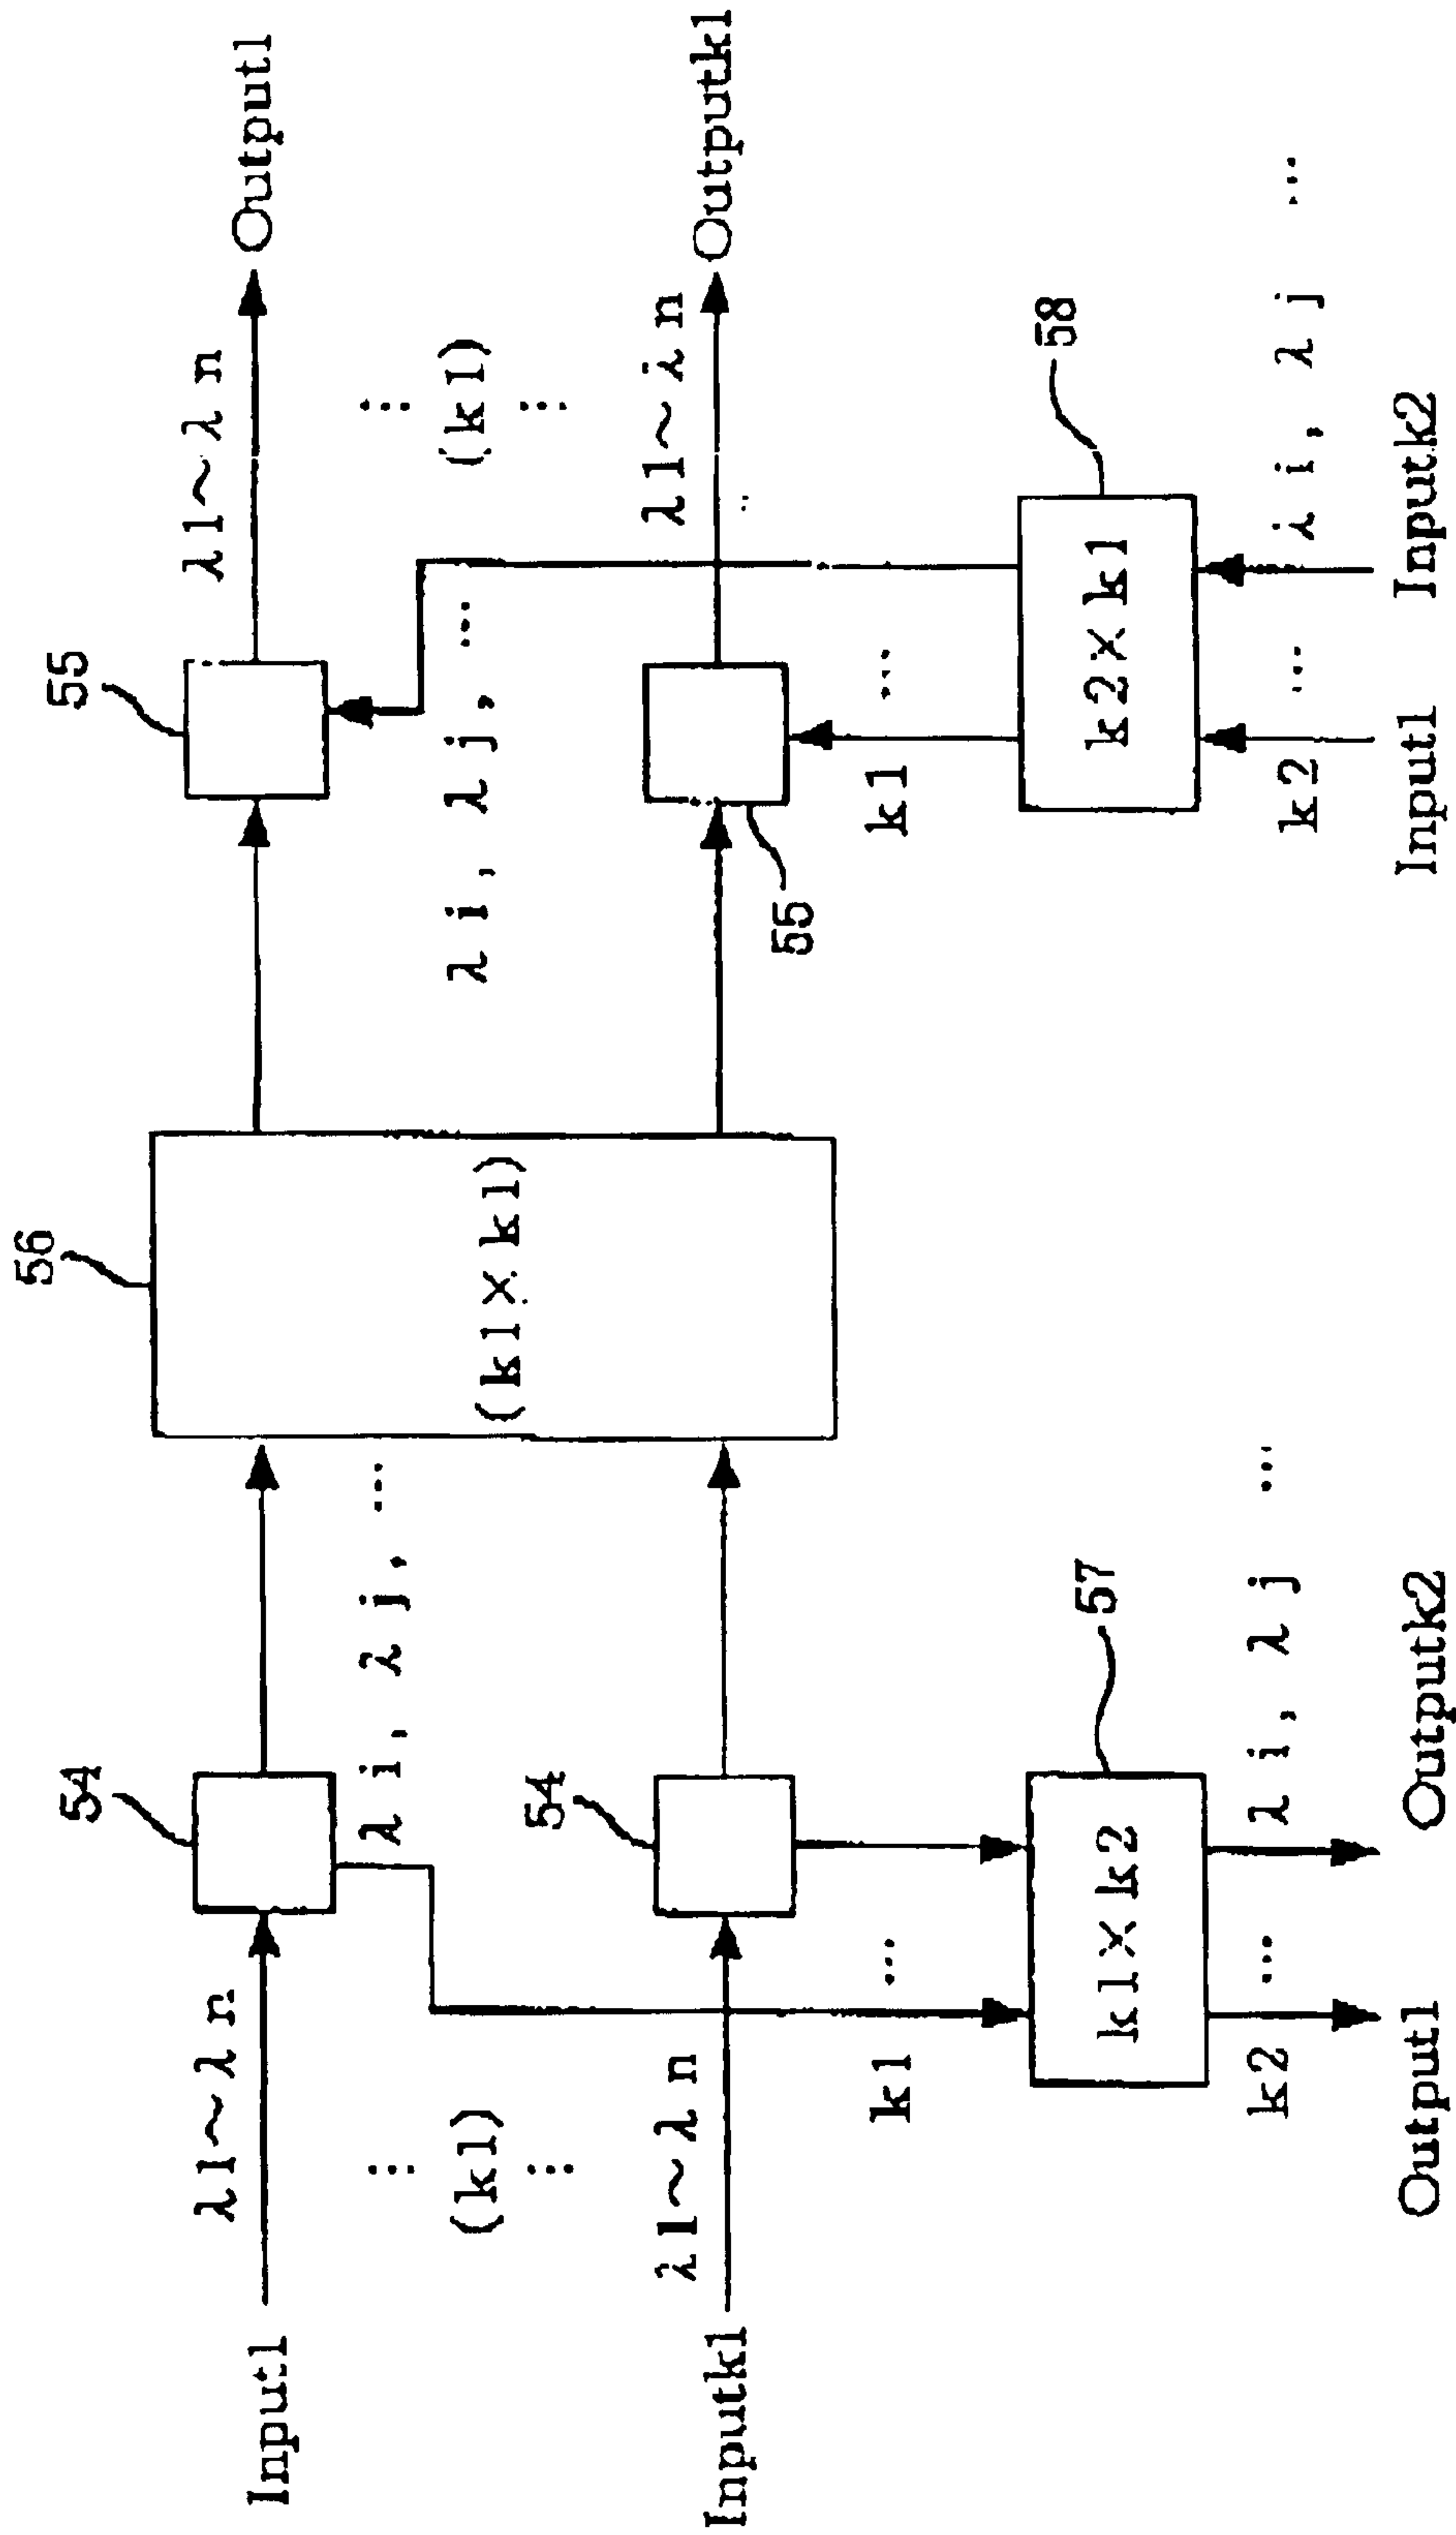 56
54
55
λ1~λn
λ1~λn
Input1
Output1
λi, λj, ...
(k1)
(k1×k1)
λi, λj, ...
(k1)
54
λ1~λn
λ1~λn
Inputk1
Outputk1
55
k1 ...
k1 ...
57
58
k1×k2
k2×k1
k2 ...
λi, λj ...
k2 ...
λi, λj ...
Output1
Outputk2
Input1
Inputk2